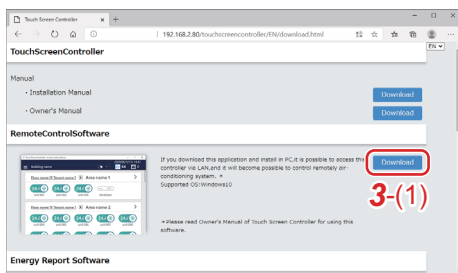 Touch Screen Controller
192.168.2.80/touchscreencontroller/EN/download.html
TouchScreenController
EN
Manual
・Installation Manual
Download
・Owner's Manual
Download
RemoteControlSoftware
building name
Area name 1
Area name 2
If you download this application and install in PC,it is possible to access this
controller via LAN,and it will become possible to control remotely air-
conditioning system. *
Supported OS:Windows10
* Please read Owner's Manual of Touch Screen Controller for using this
software.
Download
3-(1)
Energy Report Software